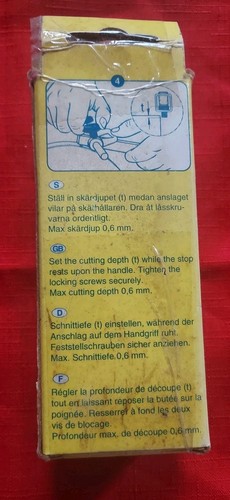 4
S
Ställ in skärdjupet (t) medan anslaget
vilar på skärhållaren. Dra åt låsskru-
varna ordentligt.
Max skärdjup 0,6 mm.
GB
Set the cutting depth (t) while the stop
rests upon the handle. Tighten the
locking screws securely.
Max cutting depth 0,6 mm.
D
Schnittiefe (t) einstellen, während der
Anschlag auf dem Handgriff ruht.
Feststellschrauben sicher anziehen.
Max. Schnittiefe 0,6 mm.
F
Régler la profondeur de découpe (t)
tout en laissant reposer la butée sur la
poignée. Resserrer à fond les deux
vis de blocage.
Profondeur max. de découpe 0,6 mm.